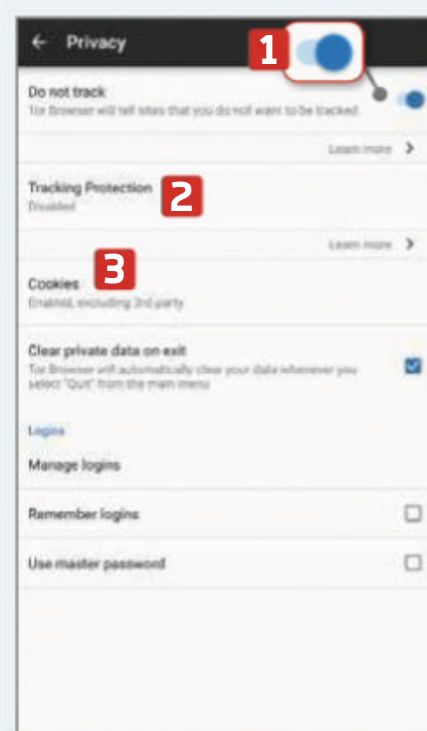 ← Privacy
1
Do not track
Tor Browser will tell sites that you do not want to be tracked
Learn more >
Tracking Protection
2
Disabled
Learn more >
3
Cookies
Enabled, excluding 3rd party
Clear private data on exit
Tor Browser will automatically clear your data whenever you
select "Quit" from the main menu
Logins
Manage logins
Remember logins
Use master password